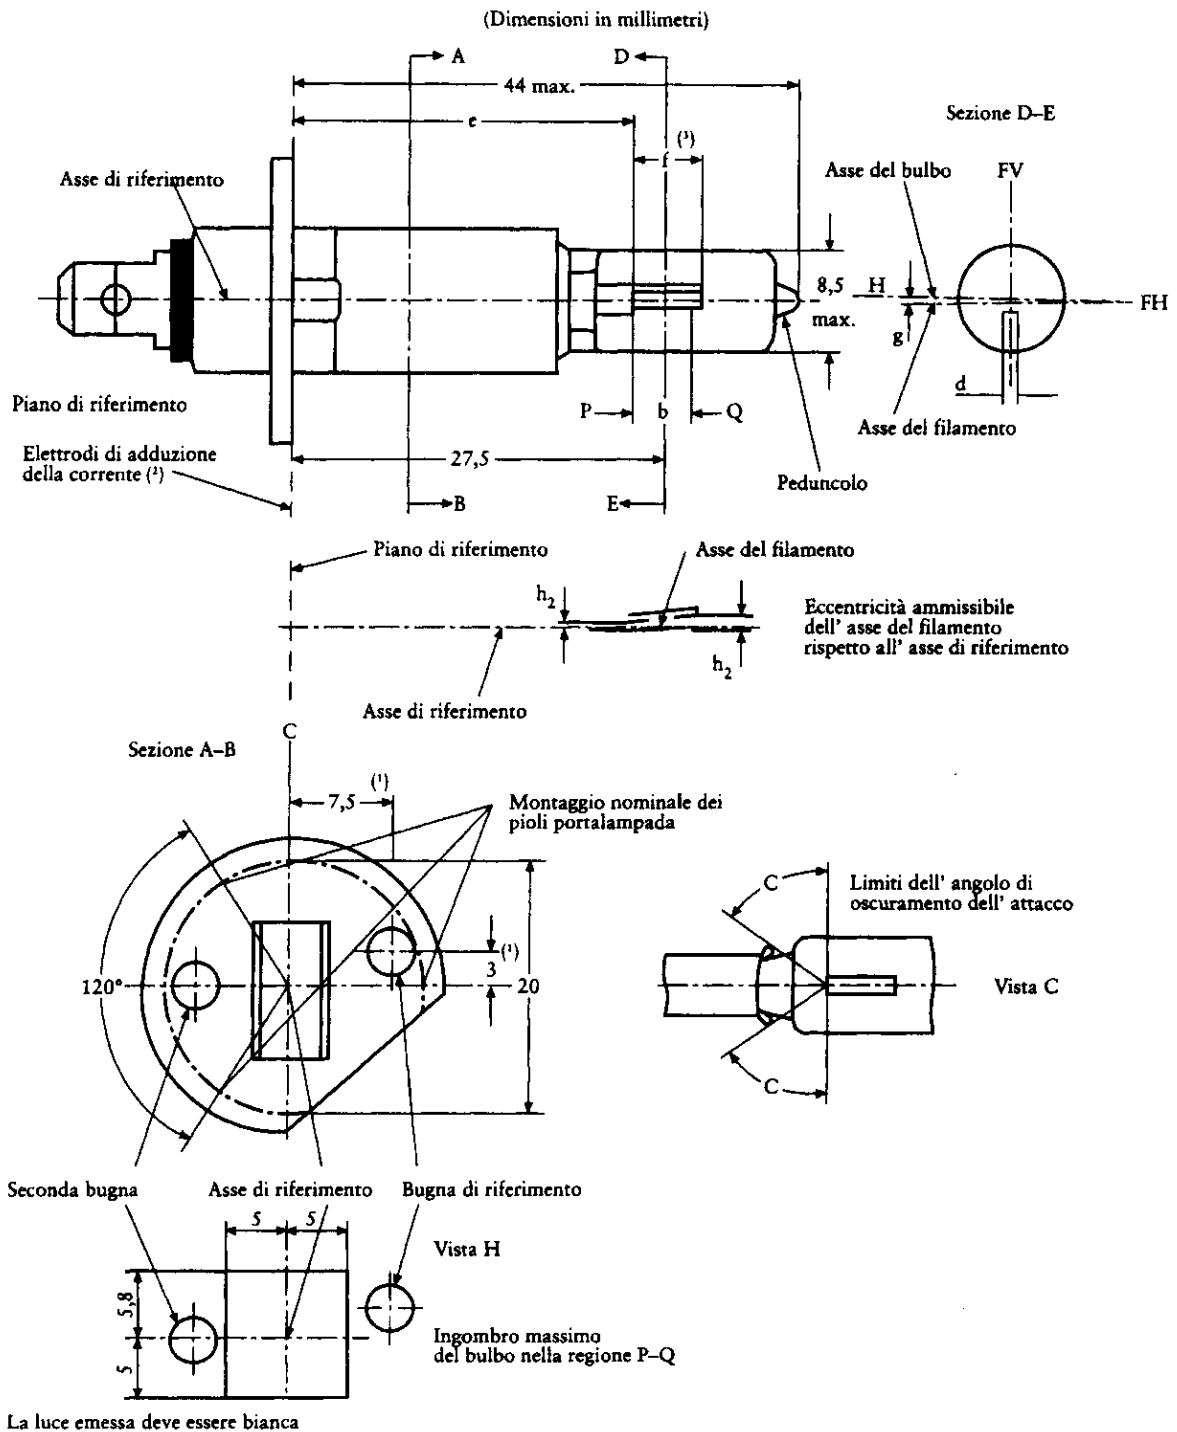 (Dimensioni in millimetri)
A
D
44 max.
Sezione D–E
e
(³)
f
Asse di riferimento
Asse del bulbo
FV
8,5
max.
H
FH
g
d
Piano di riferimento
P
b
Q
Asse del filamento
Elettrodi di adduzione
della corrente (²)
27,5
Peduncolo
B
E
Piano di riferimento
Asse del filamento
h₂
Eccentricità ammissibile
dell' asse del filamento
rispetto all' asse di riferimento
h₂
Asse di riferimento
C
Sezione A–B
(¹)
7,5
Montaggio nominale dei
pioli portalampada
C
Limiti dell' angolo di
oscuramento dell' attacco
(¹)
3
120°
20
Vista C
C
Seconda bugna
Asse di riferimento
Bugna di riferimento
5
5
Vista H
5,8
Ingombro massimo
del bulbo nella regione P–Q
5
La luce emessa deve essere bianca